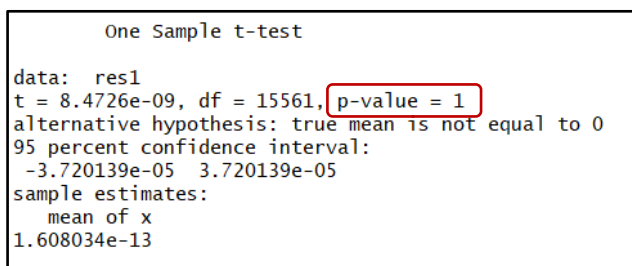 One Sample t-test
data: res1
t = 8.4726e-09, df = 15561, p-value = 1
alternative hypothesis: true mean is not equal to 0
95 percent confidence interval:
-3.720139e-05 3.720139e-05
sample estimates:
mean of x
1.608034e-13